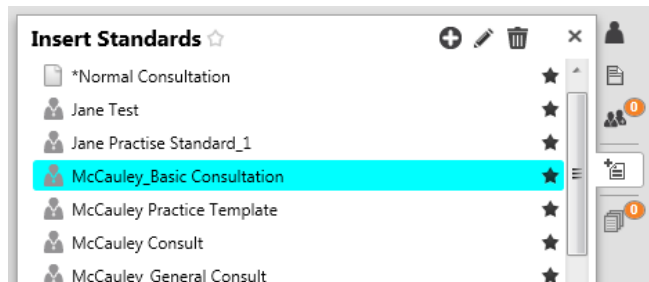 Insert Standards
*Normal Consultation
Jane Test
0
Jane Practise Standard_1
McCauley_Basic Consultation
McCauley Practice Template
0
McCauley Consult
McCauley_General Consult